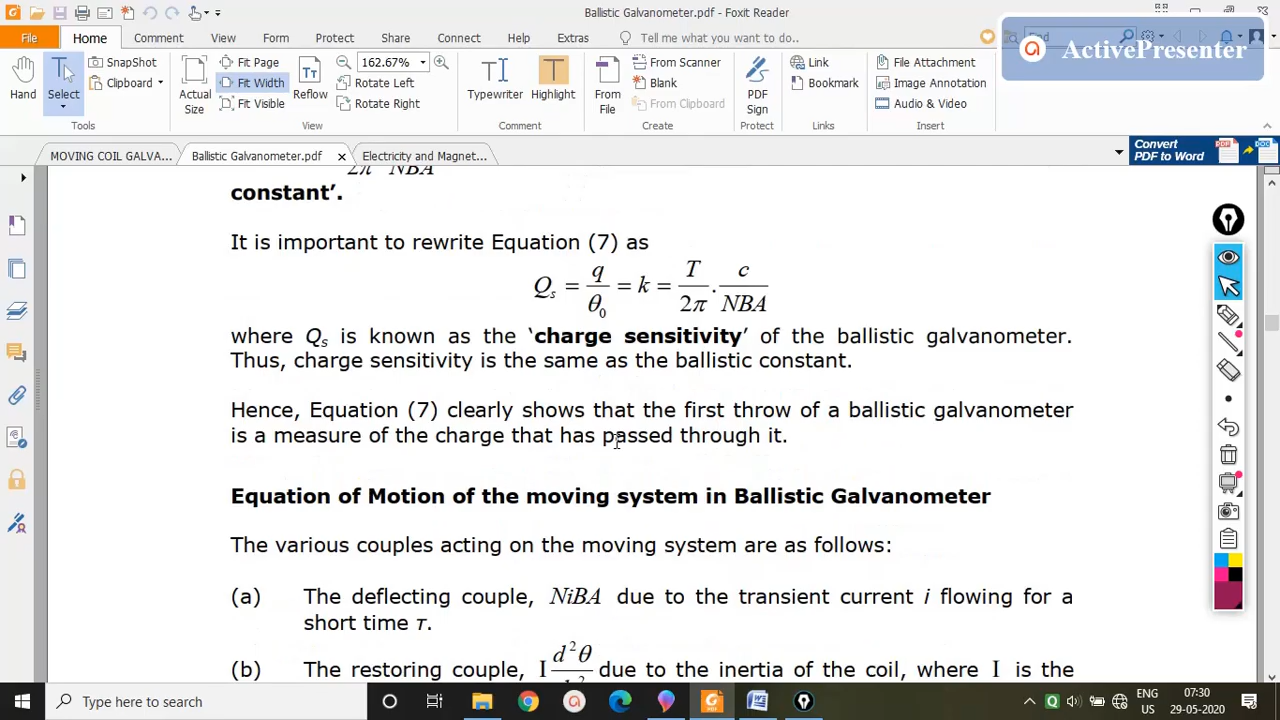 Ballistic Galvanometer.pdf - Foxit Reader
File Home Comment View Form Protect Share Connect Help Extras Tell me what you want to do.. Find
ActivePresenter
Hand
Select
SnapShot
Clipboard
Tools
Actual Size
Fit Page
Fit Width
Fit Visible
Reflow
162.67%
Rotate Left
Rotate Right
View
Typewriter
Highlight
Comment
From File
From Scanner
Blank
From Clipboard
Create
PDF Sign
Protect
Link
Bookmark
Links
File Attachment
Image Annotation
Audio & Video
Insert
MOVING COIL GALVA... Ballistic Galvanometer.pdf Electricity and Magnet...
Convert PDF to Word
2π NBA
constant’.
It is important to rewrite Equation (7) as
Qs = q/θ0 = k = T/2π . c/NBA
where Qs is known as the ‘charge sensitivity’ of the ballistic galvanometer.
Thus, charge sensitivity is the same as the ballistic constant.
Hence, Equation (7) clearly shows that the first throw of a ballistic galvanometer
is a measure of the charge that has passed through it.
Equation of Motion of the moving system in Ballistic Galvanometer
The various couples acting on the moving system are as follows:
(a) The deflecting couple, NiBA due to the transient current i flowing for a
short time τ.
(b) The restoring couple, I d²θ due to the inertia of the coil, where I is the
Type here to search
ENG
US
07:30
29-05-2020